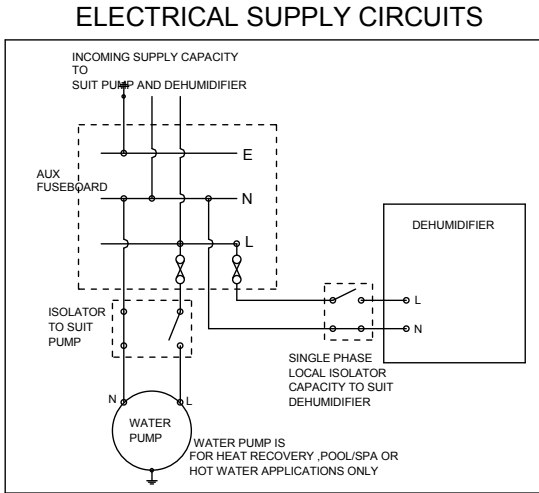 ELECTRICAL SUPPLY CIRCUITS
INCOMING SUPPLY CAPACITY
TO
SUIT PUMP AND DEHUMIDIFIER
E
AUX
FUSEBOARD
N
L
DEHUMIDIFIER
L
N
ISOLATOR
TO SUIT
PUMP
SINGLE PHASE
LOCAL ISOLATOR
CAPACITY TO SUIT
DEHUMIDIFIER
N
L
WATER
PUMP
WATER PUMP IS
FOR HEAT RECOVERY ,POOL/SPA OR
HOT WATER APPLICATIONS ONLY